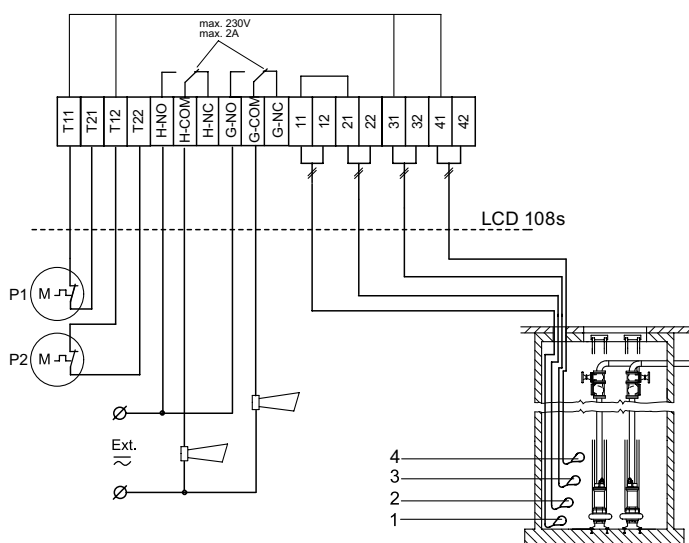 max. 230V
max. 2A
T11 T21 T12 T22 H-NO H-COM H-NC G-NO G-COM G-NC 11 12 21 22 31 32 41 42
LCD 108s
P1 M
P2 M
Ext.
4
3
2
1